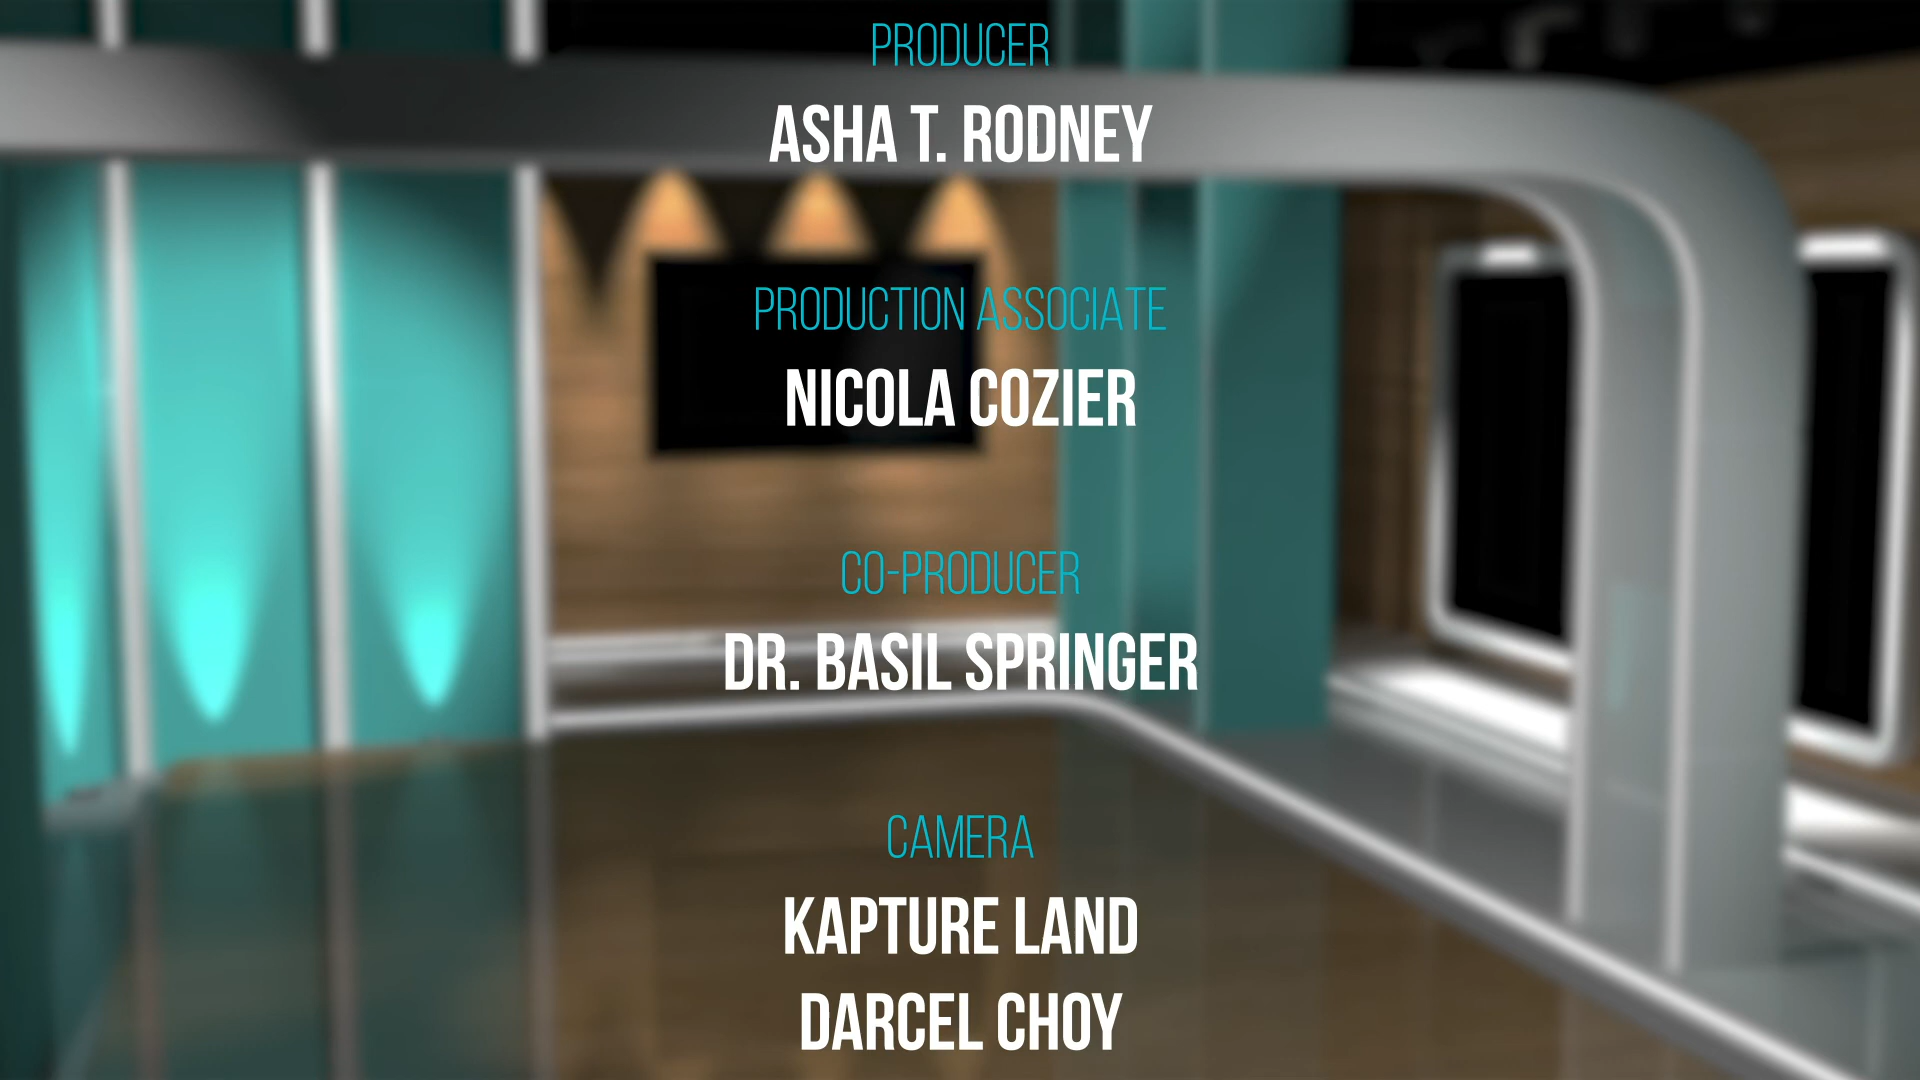 PRODUCER
ASHA T. RODNEY
PRODUCTION ASSOCIATE
NICOLA COZIER
CO-PRODUCER
DR. BASIL SPRINGER
CAMERA
KAPTURE LAND
DARCEL CHOY